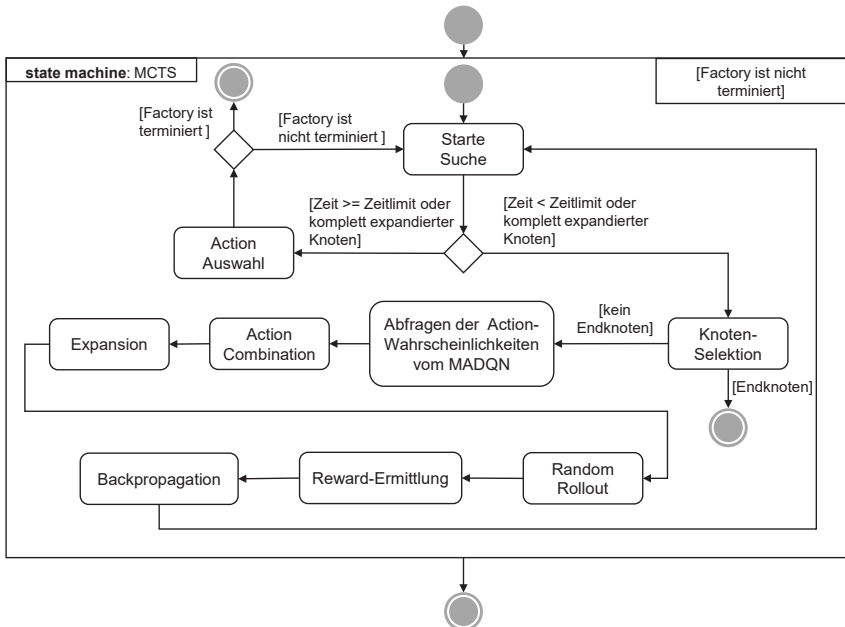 state machine: MCTS
[Factory ist nicht
terminiert]
[Factory ist
terminiert ]
[Factory ist
nicht terminiert ]
Starte
Suche
[Zeit >= Zeitlimit oder
komplett expandierter
Knoten]
[Zeit < Zeitlimit oder
komplett expandierter
Knoten]
Action
Auswahl
Expansion
Action
Combination
Abfragen der Action-
Wahrscheinlichkeiten
vom MADQN
[kein
Endknoten]
Knoten-
Selektion
[Endknoten]
Backpropagation
Reward-Ermittlung
Random
Rollout